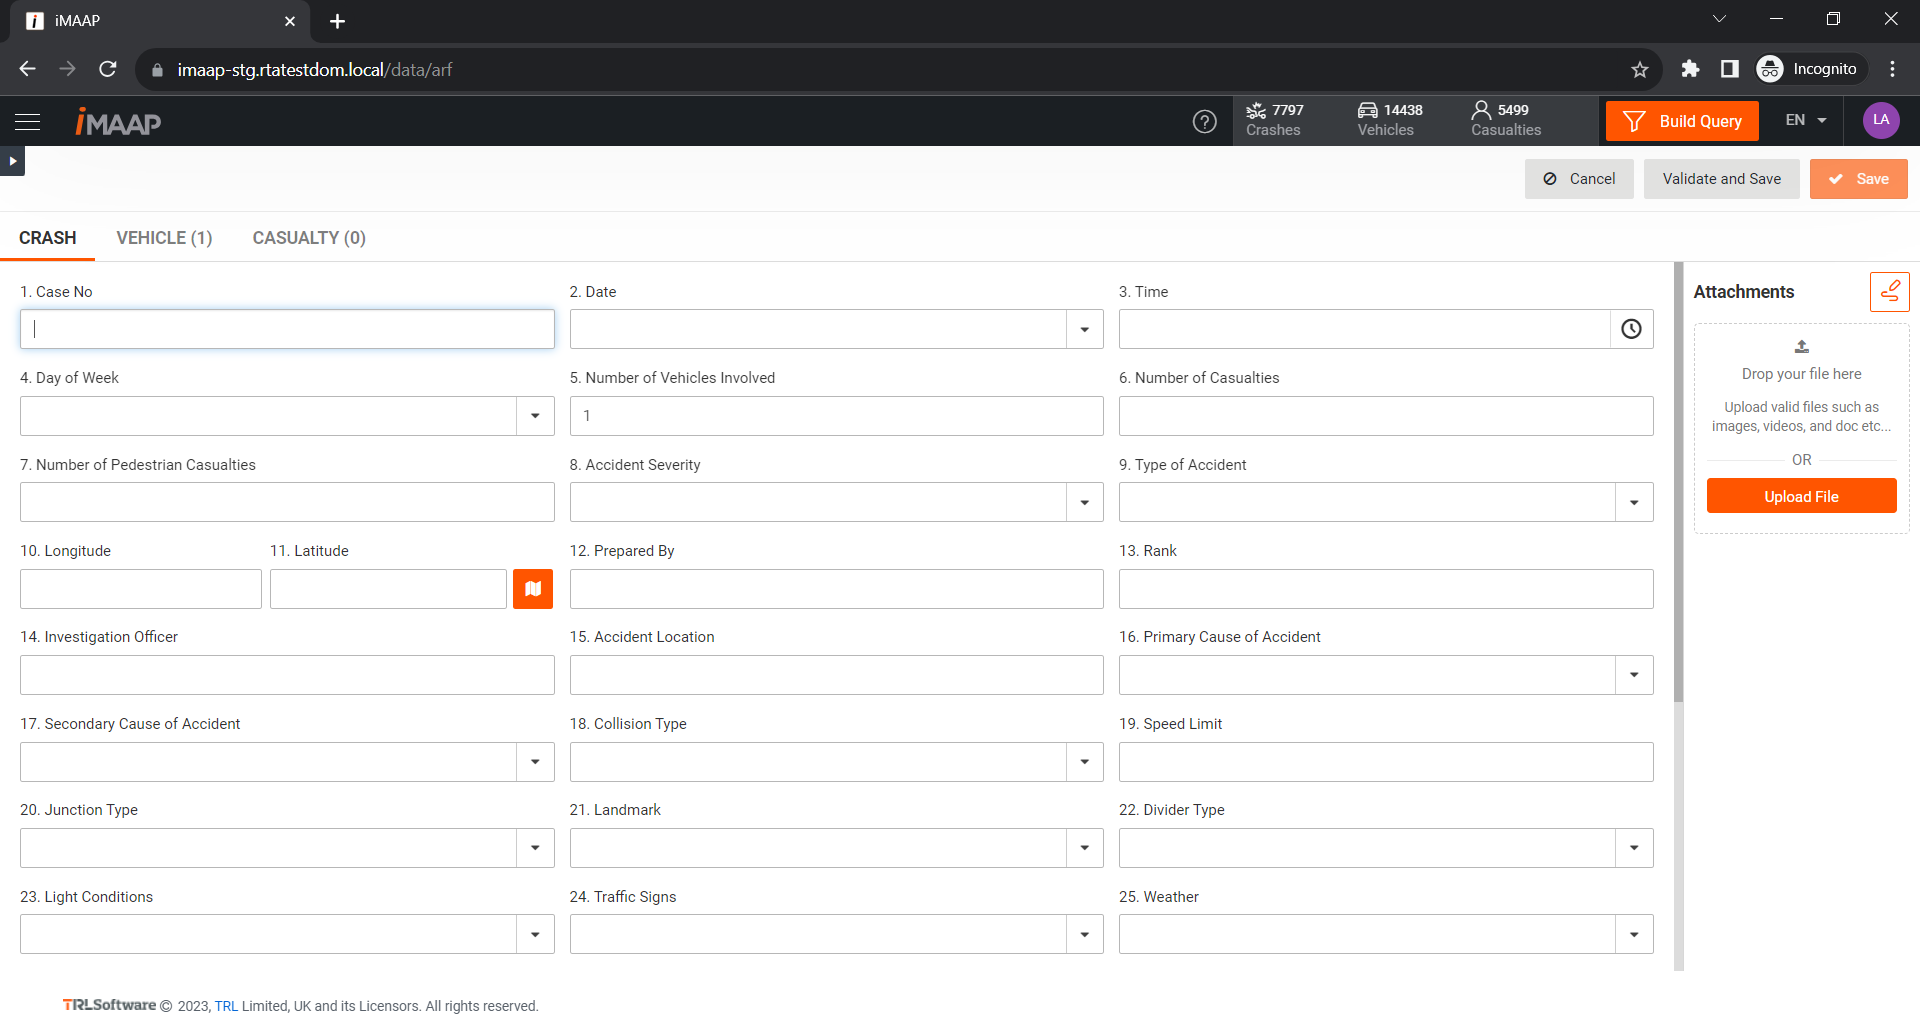 iMAAP
imaap-stg.rtatestdom.local/data/arf
Incognito
iMAAP
7797
Crashes
14438
Vehicles
5499
Casualties
Build Query
EN
LA
Cancel
Validate and Save
Save
CRASH
VEHICLE (1)
CASUALTY (0)
1. Case No
2. Date
3. Time
4. Day of Week
5. Number of Vehicles Involved
6. Number of Casualties
1
7. Number of Pedestrian Casualties
8. Accident Severity
9. Type of Accident
10. Longitude
11. Latitude
12. Prepared By
13. Rank
14. Investigation Officer
15. Accident Location
16. Primary Cause of Accident
17. Secondary Cause of Accident
18. Collision Type
19. Speed Limit
20. Junction Type
21. Landmark
22. Divider Type
23. Light Conditions
24. Traffic Signs
25. Weather
Attachments
Drop your file here
Upload valid files such as
images, videos, and doc etc...
OR
Upload File
TRLSoftware © 2023, TRL Limited, UK and its Licensors. All rights reserved.